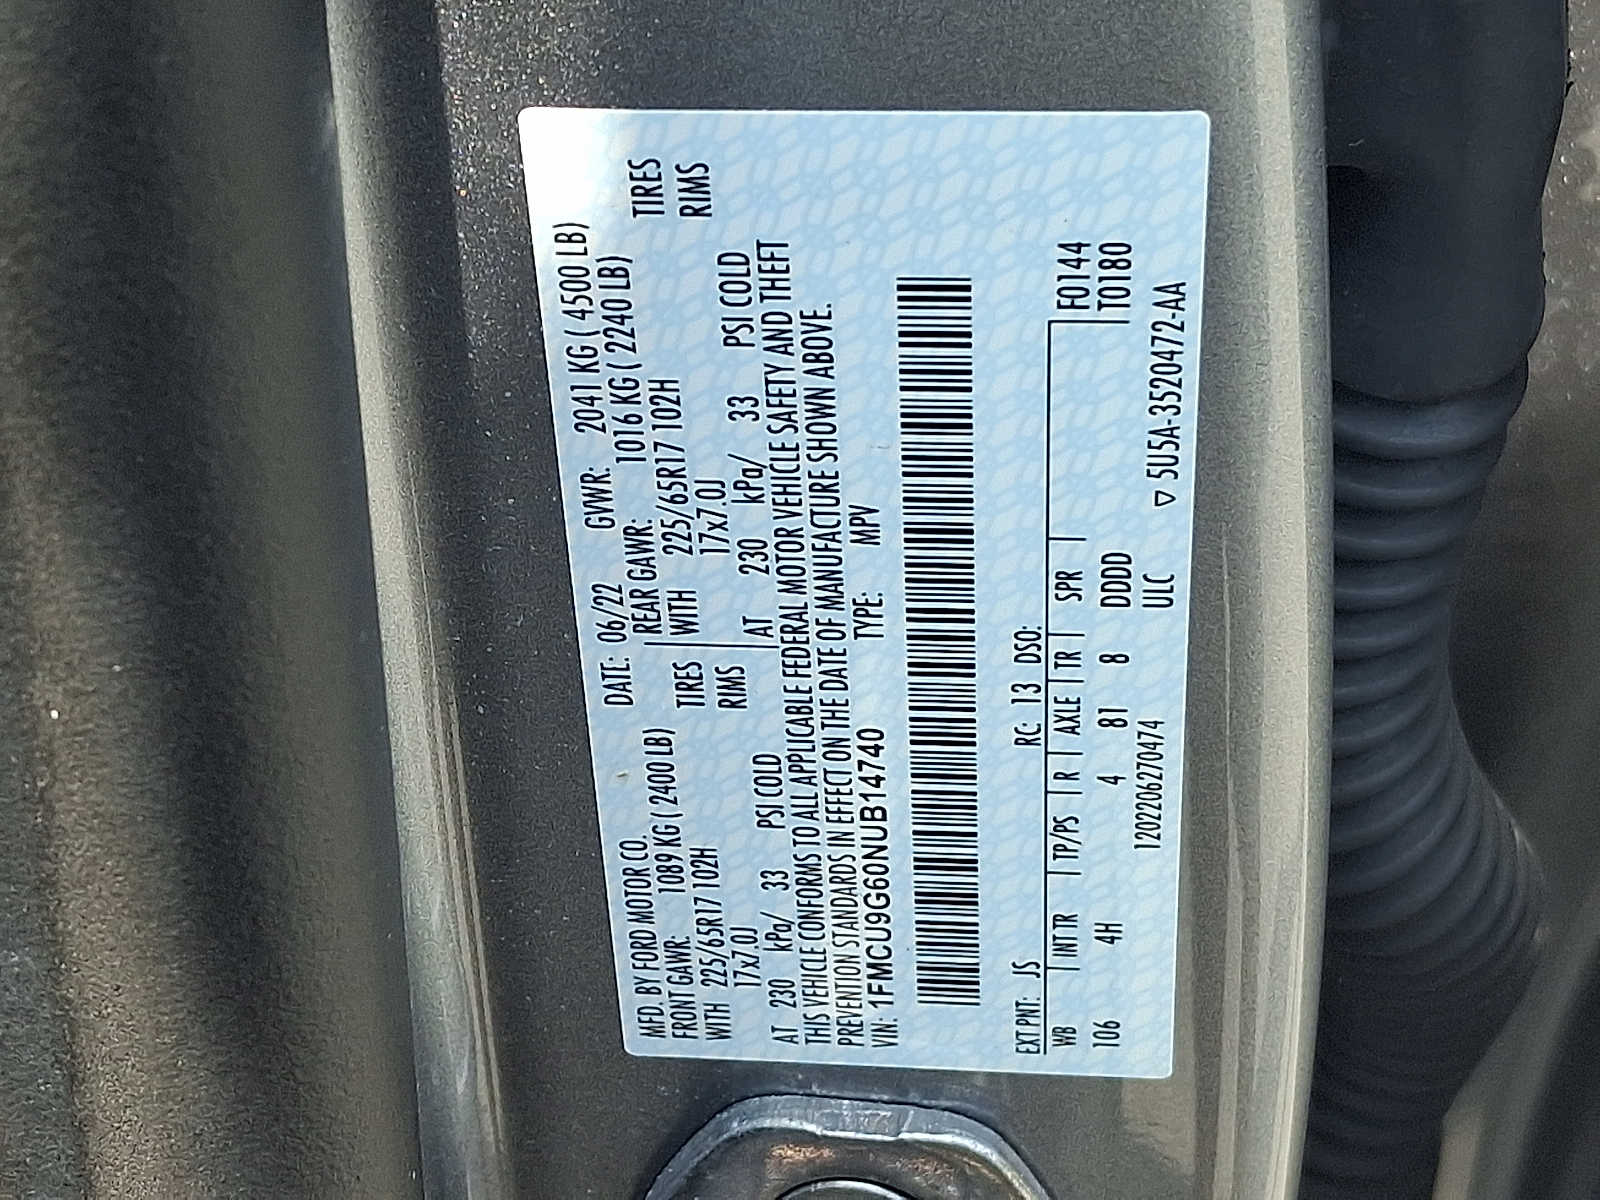 MFD. BY FORD MOTOR CO. DATE: 06/22 GVWR: 2041 KG ( 4500 LB)
FRONT GAWR: 1089 KG ( 2400 LB) REAR GAWR: 1016 KG ( 2240 LB)
WITH 225/65R17 102H TIRES WITH 225/65R17 102H TIRES
17x7.0J RIMS 17x7.0J RIMS
AT 230 kPa/ 33 PSI COLD AT 230 kPa/ 33 PSI COLD
THIS VEHICLE CONFORMS TO ALL APPLICABLE FEDERAL MOTOR VEHICLE SAFETY AND THEFT
PREVENTION STANDARDS IN EFFECT ON THE DATE OF MANUFACTURE SHOWN ABOVE.
VIN: 1FMCU9G60NUB14740 TYPE: MPV
EXT PNT: JS RC: 13 DSO: F0144
WB INT TR TP/PS R AXLE TR SPR T0180
106 4H 4 81 8 DDDD
ULC
1202206270474 ▽ 5U5A-3520472-AA